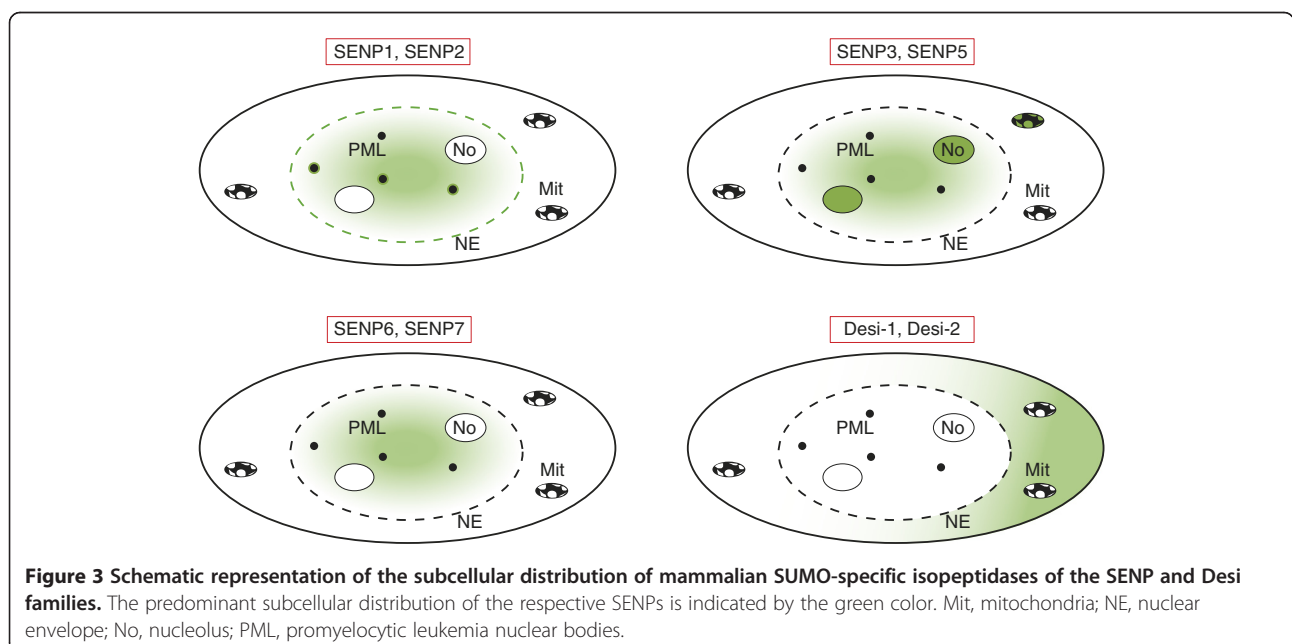 SENP1, SENP2
PML
No
Mit
NE
SENP3, SENP5
PML
No
Mit
NE
SENP6, SENP7
PML
No
Mit
NE
Desi-1, Desi-2
PML
No
Mit
NE
Figure 3 Schematic representation of the subcellular distribution of mammalian SUMO-specific isopeptidases of the SENP and Desi
families. The predominant subcellular distribution of the respective SENPs is indicated by the green color. Mit, mitochondria; NE, nuclear
envelope; No, nucleolus; PML, promyelocytic leukemia nuclear bodies.